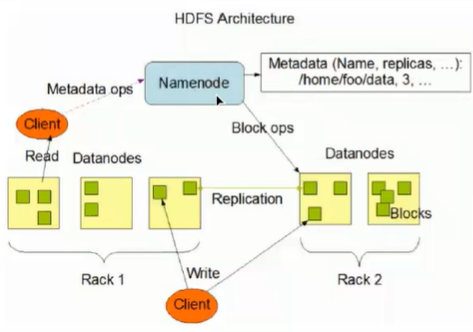 HDFS Architecture
Metadata (Name, replicas, ...):
/home/foo/data, 3, ...
Namenode
Metadata ops
Client
Block ops
Read
Datanodes
Datanodes
Replication
Blocks
Rack 1
Write
Rack 2
Client